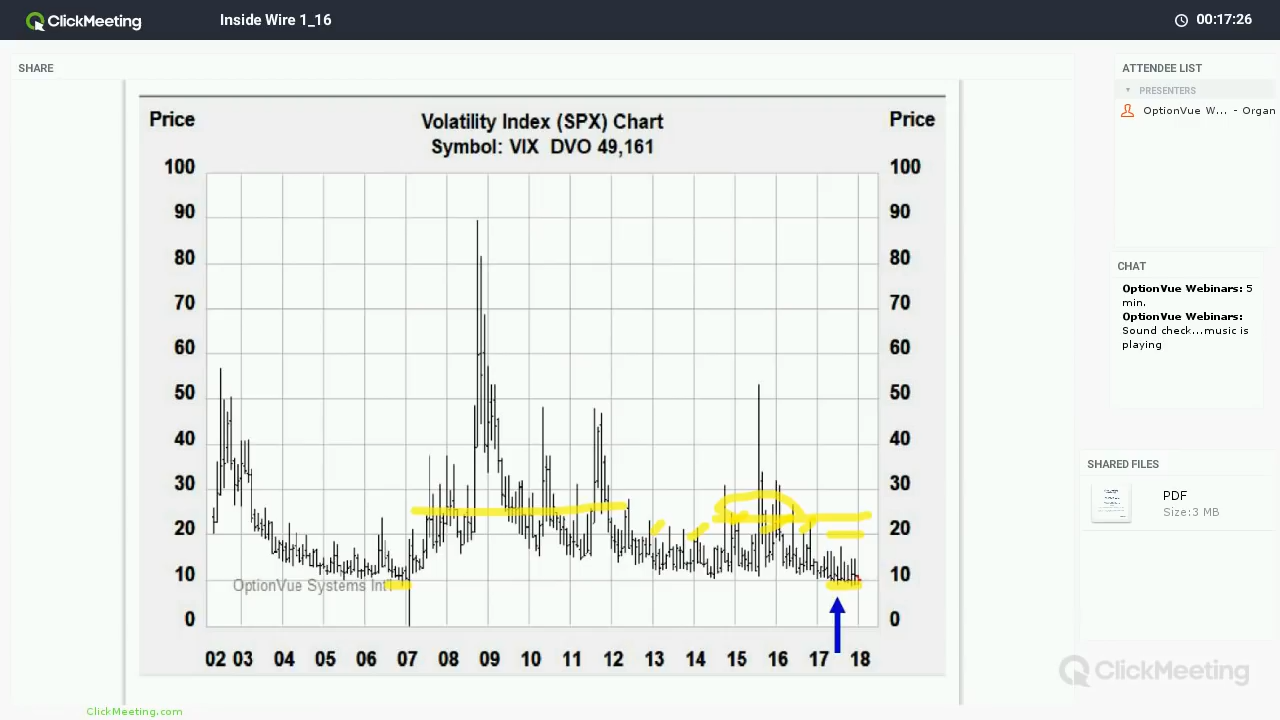 ClickMeeting
Inside Wire 1_16
00:17:26
SHARE
Price
Volatility Index (SPX) Chart
Price
Symbol: VIX DVO 49,161
100
100
90
90
80
80
70
70
60
60
50
50
40
40
30
30
20
20
10
10
OptionVue Systems Int
0
0
02 03 04 05 06 07 08 09 10 11 12 13 14 15 16 17 18
ClickMeeting.com
ATTENDEE LIST
PRESENTERS
OptionVue W... - Organ
CHAT
OptionVue Webinars: 5
min.
OptionVue Webinars:
Sound check...music is
playing
SHARED FILES
PDF
Size:3 MB
ClickMeeting